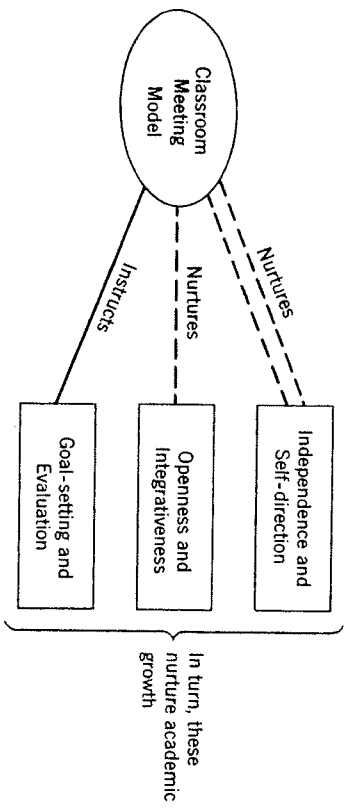 Classroom
Meeting
Model
Nurtures
Nurtures
Instructs
Independence and
Self-direction
Openness and
Integrativeness
Goal-setting and
Evaluation
In turn, these
nurture academic
growth